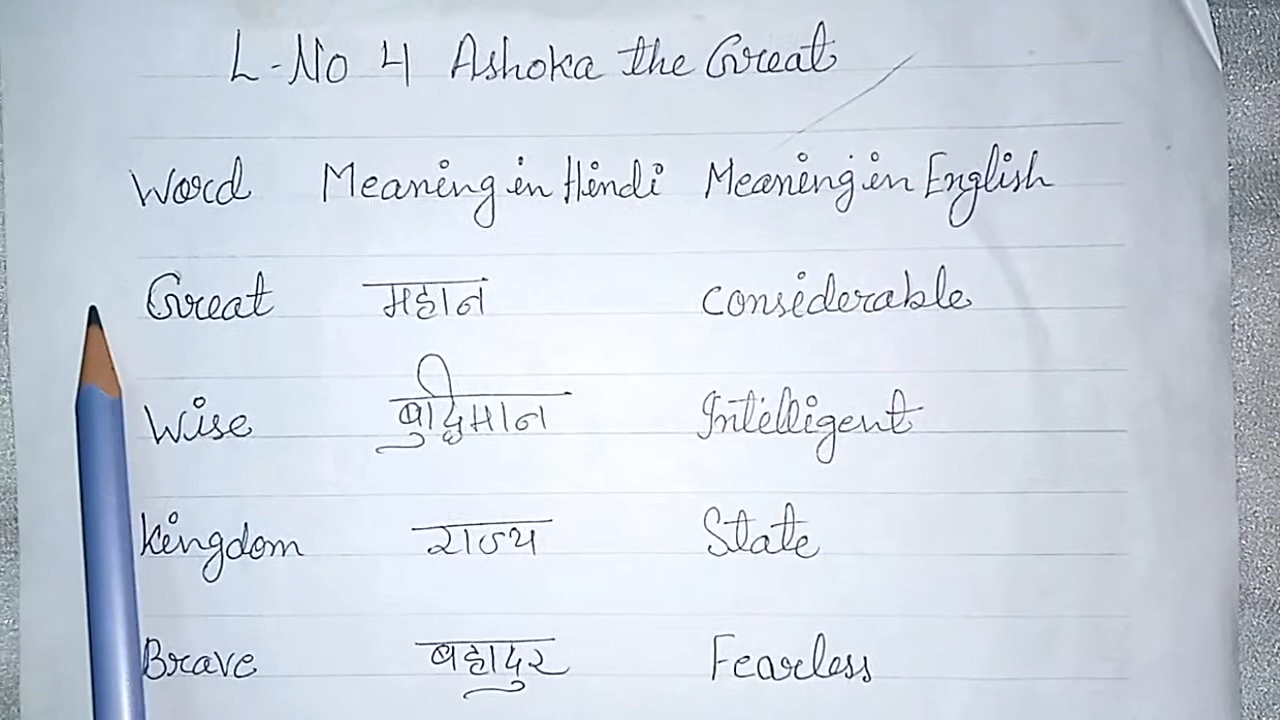 L-No 4 Ashoka the Great
Word Meaning in Hindi Meaning in English
Great महान Considerable
Wise बुद्धिमान Intelligent
Kingdom राज्य State
Brave बहादुर Fearless